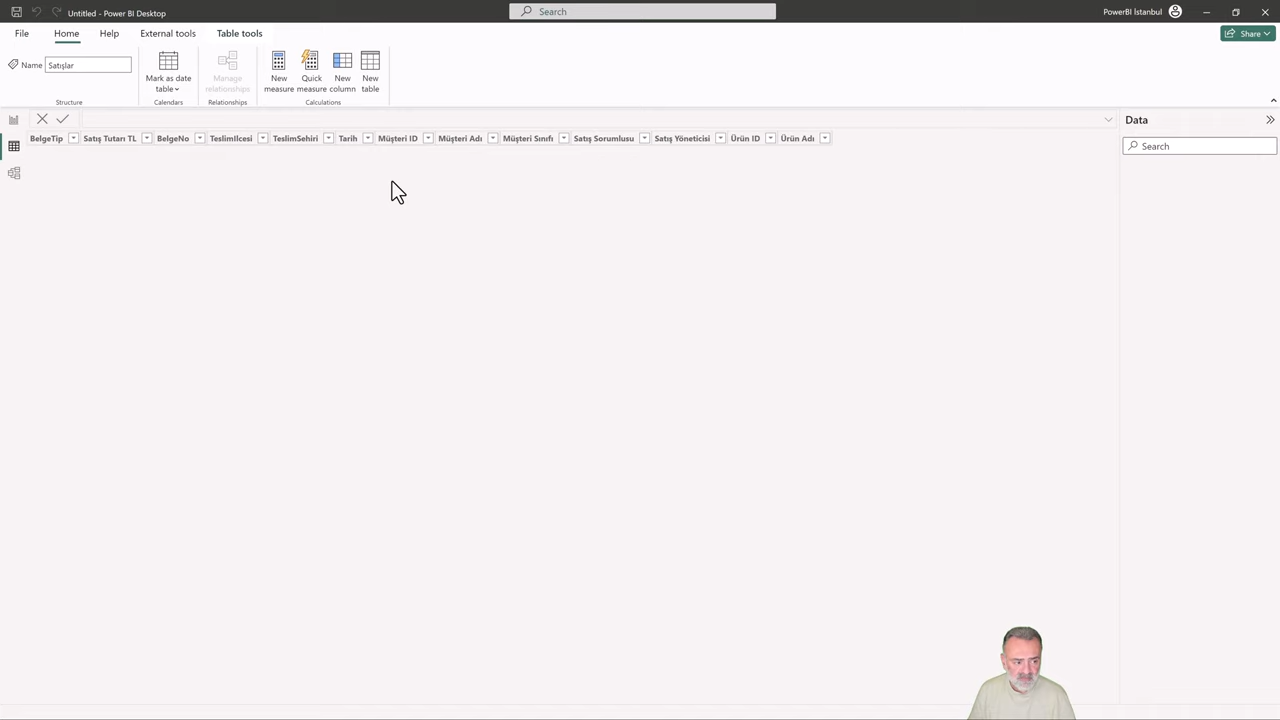 Untitled - Power BI Desktop
Search
PowerBI İstanbul
File
Home
Help
External tools
Table tools
Share
Name
Satışlar
Mark as date
table
Manage
relationships
New
measure
Quick
measure
New
column
New
table
Structure
Calendars
Relationships
Calculations
BelgeTip
Satış Tutarı TL
BelgeNo
TeslimIlcesi
TeslimSehiri
Tarih
Müşteri ID
Müşteri Adı
Müşteri Sınıfı
Satış Sorumlusu
Satış Yöneticisi
Ürün ID
Ürün Adı
Data
Search